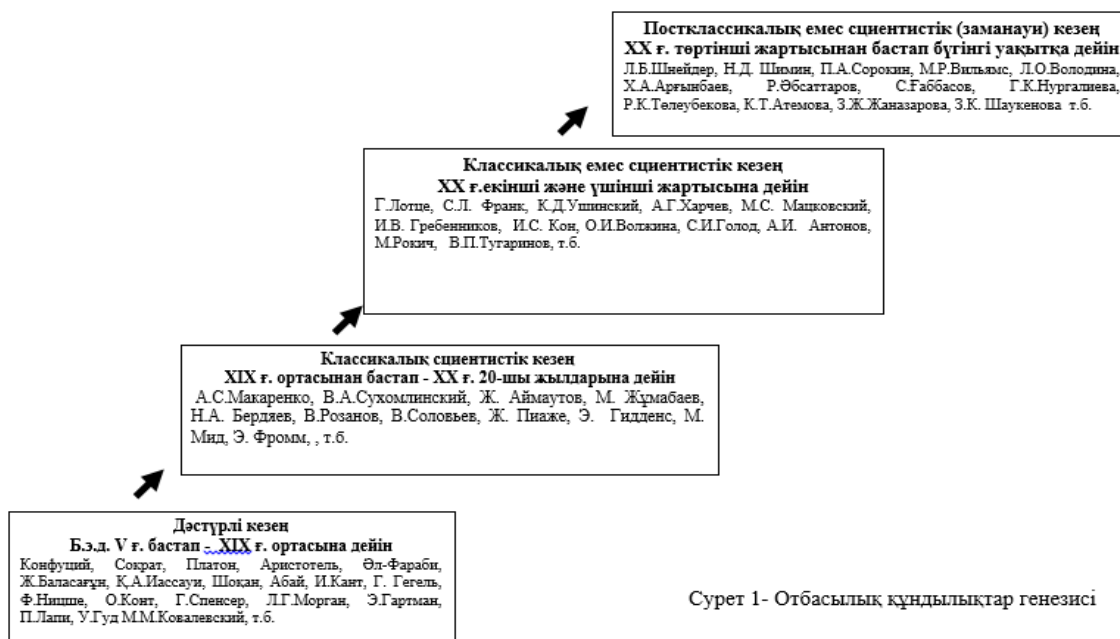 Постклассикалық емес сциентистік (заманауи) кезең
XX ғ. төртінші жартысынан бастап бүгінгі уақытқа дейін
Л.Б.Шнейдер, Н.Д. Шимин, П.А.Сорокин, М.Р.Вильямс, Л.О.Володина,
Х.А.Арғынбаев, Р.Әбсаттаров, С.Ғаббасов, Г.К.Нургалиева,
Р.К.Төлеубекова, К.Т.Атемова, З.Ж.Жаназарова, З.К. Шаукенова т.б.
Классикалық емес сциентистік кезең
XX ғ.екінші және үшінші жартысына дейін
Г.Лотце, С.Л. Франк, К.Д.Ушинский, А.Г.Харчев, М.С. Мацковский,
И.В. Гребенников, И.С. Кон, О.И.Волжина, С.И.Голод, А.И. Антонов,
М.Рокич, В.П.Тугаринов, т.б.
Классикалық сциентистік кезең
XIX ғ. ортасынан бастап - XX ғ. 20-шы жылдарына дейін
А.С.Макаренко, В.А.Сухомлинский, Ж. Аймаутов, М. Жұмабаев,
Н.А. Бердяев, В.Розанов, В.Соловьев, Ж. Пиаже, Э. Гидденс, М.
Мид, Э. Фромм, , т.б.
Дәстүрлі кезең
Б.э.д. V ғ. бастап - XIX ғ. ортасына дейін
Конфуций, Сократ, Платон, Аристотель, Әл-Фараби,
Ж.Баласағұн, Қ.А.Иассауи, Шоқан, Абай, И.Кант, Г. Гегель,
Ф.Ницше, О.Конт, Г.Спенсер, Л.Г.Морган, Э.Гартман,
П.Лапи, У.Гуд М.М.Ковалевский, т.б.
Сурет 1- Отбасылық құндылықтар генезисі